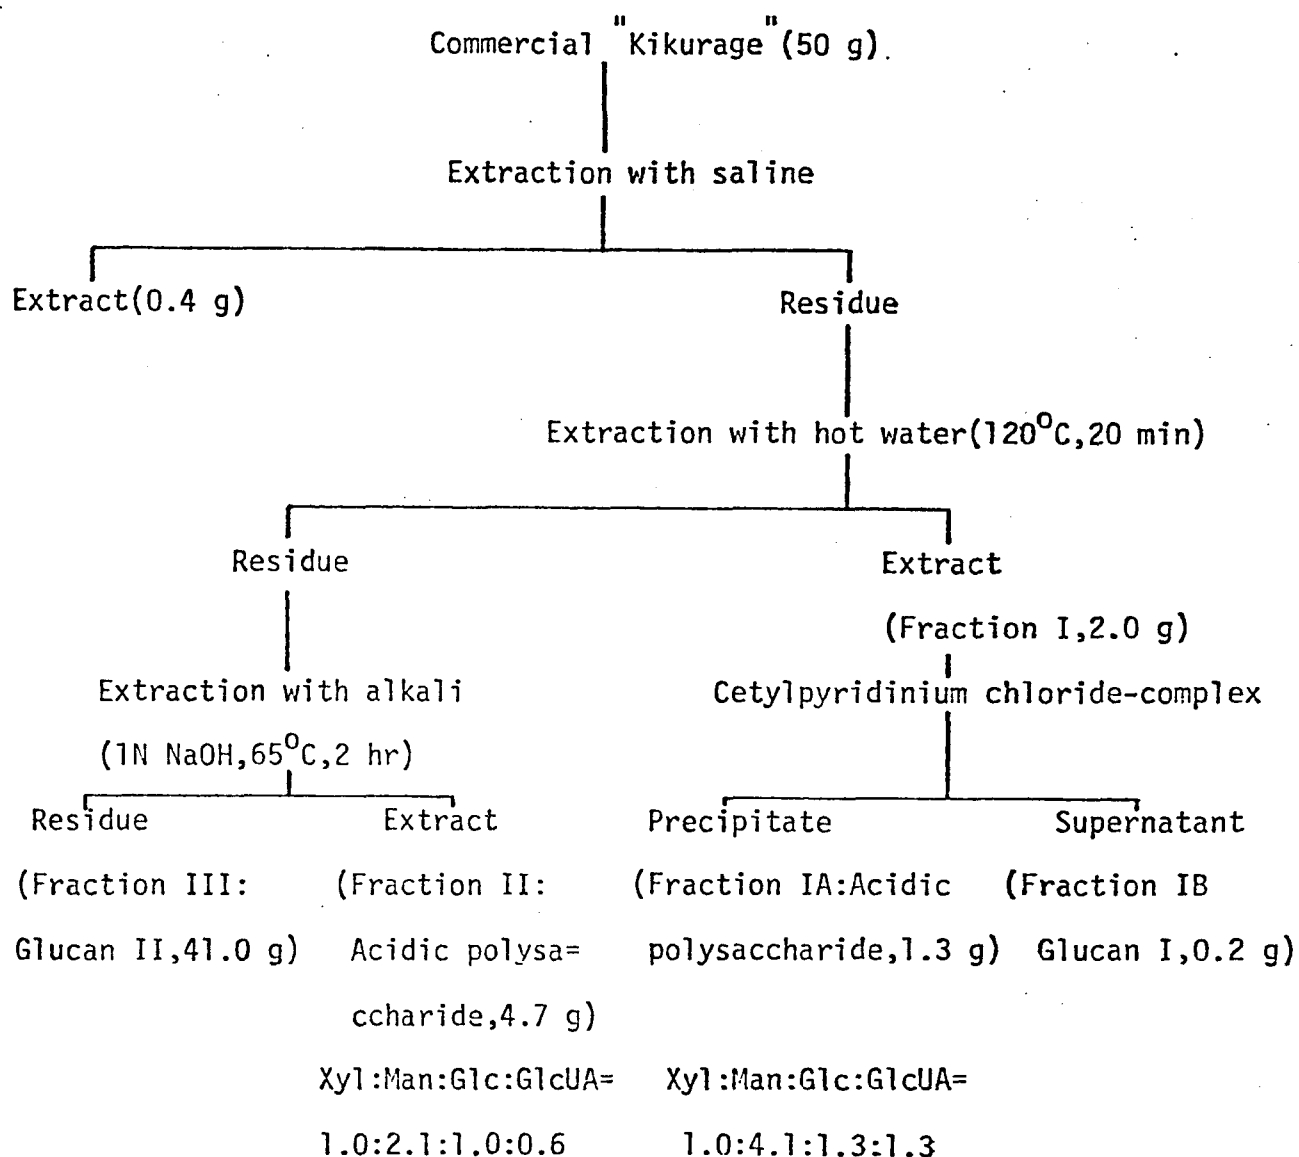 Commercial "Kikurage"(50 g).
Extraction with saline
Extract(0.4 g)
Residue
Extraction with hot water(120°C,20 min)
Residue
Extract
(Fraction I,2.0 g)
Extraction with alkali
(1N NaOH,65°C,2 hr)
Cetylpyridinium chloride-complex
Residue
(Fraction III:
Glucan II,41.0 g)
Extract
(Fraction II:
Acidic polysa=
ccharide,4.7 g)
Xyl:Man:Glc:GlcUA=
1.0:2.1:1.0:0.6
Precipitate
(Fraction IA:Acidic
polysaccharide,1.3 g)
Xyl:Man:Glc:GlcUA=
1.0:4.1:1.3:1.3
Supernatant
(Fraction IB
Glucan I,0.2 g)